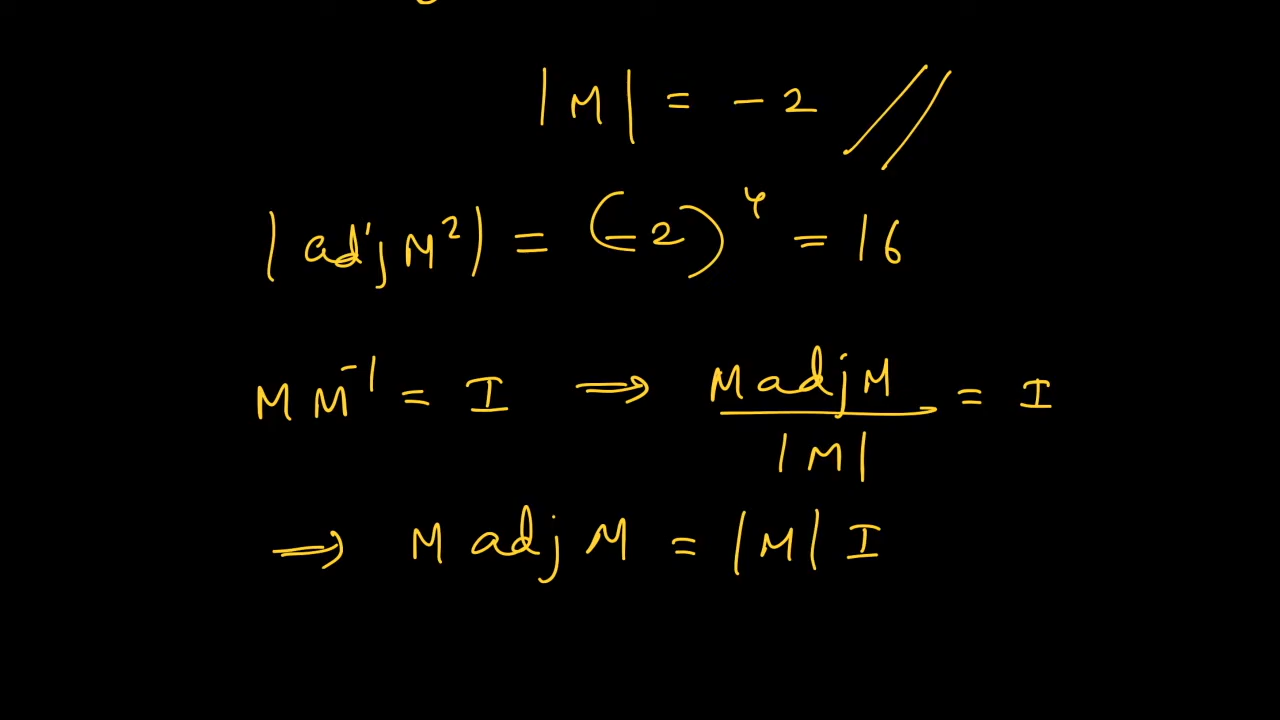 |M| = -2 //
|adj M²| = (-2)⁴ = 16
M M⁻¹ = I ⟹ M adj M / |M| = I
⟹ M adj M = |M| I